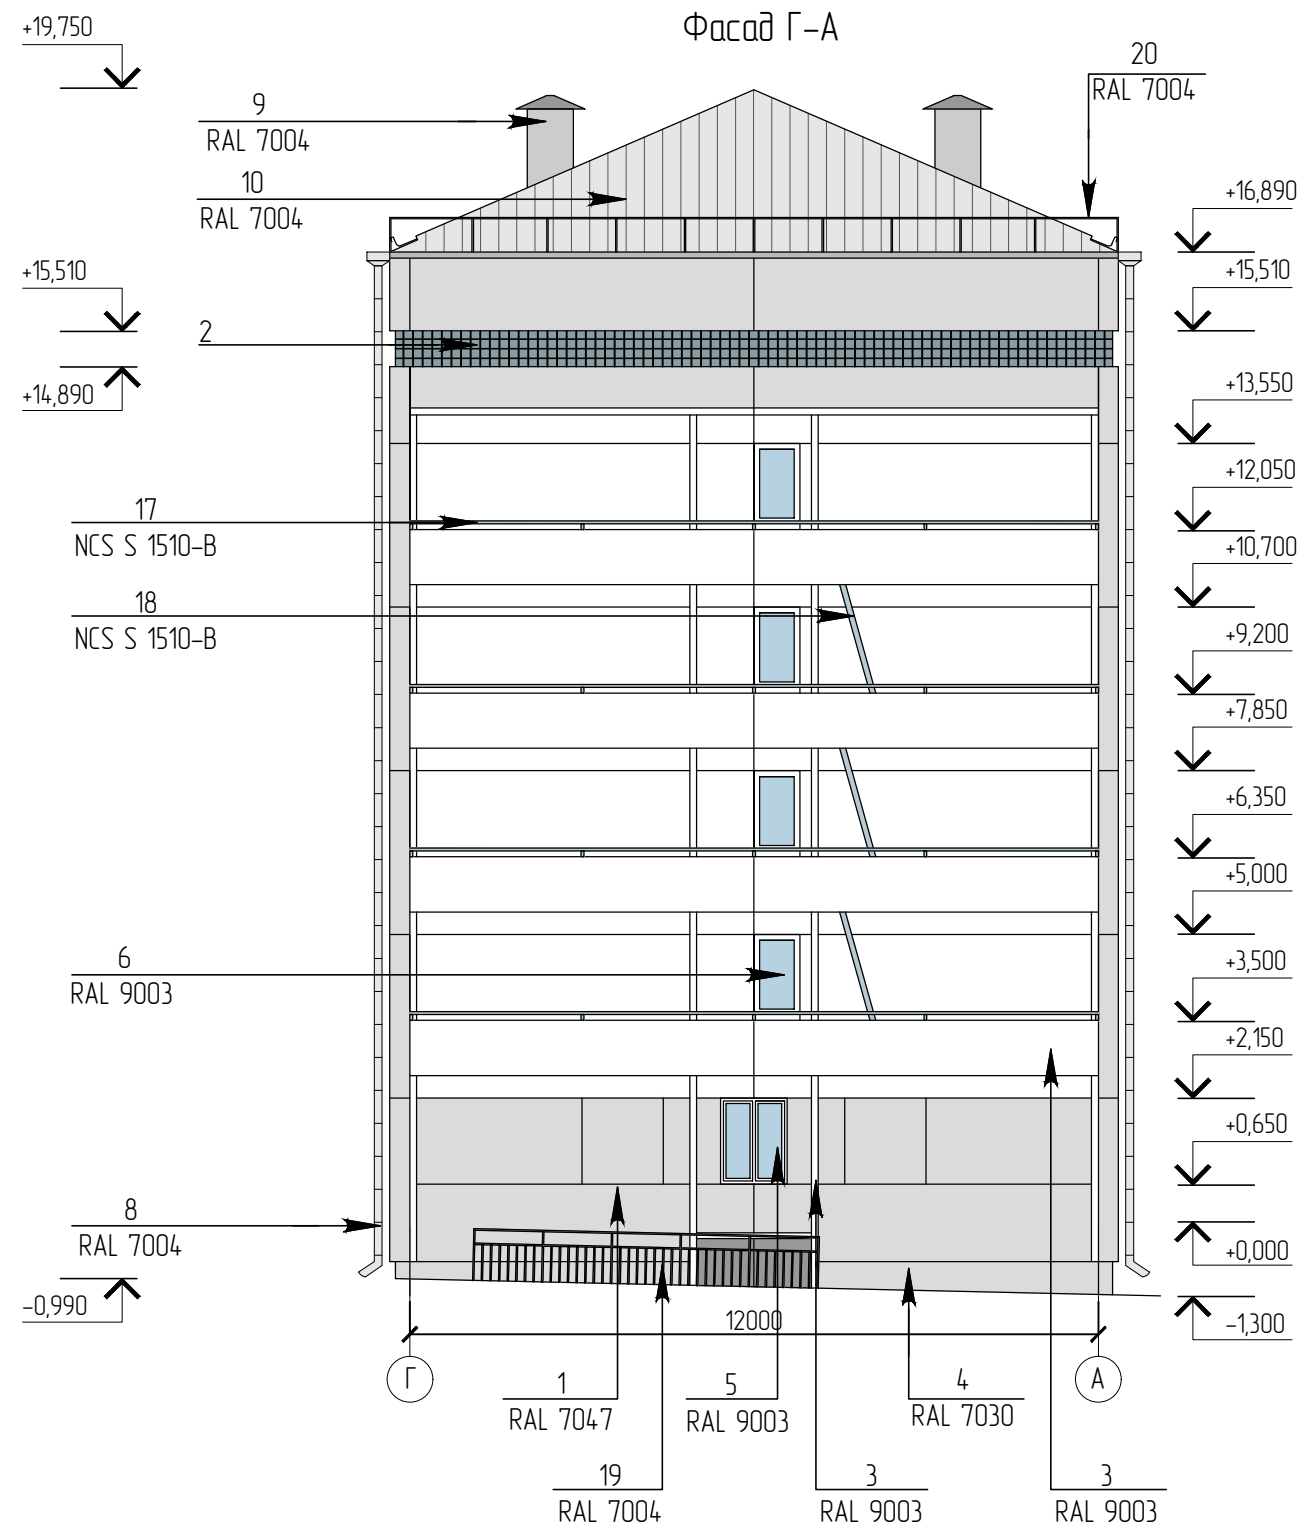 Фасад Г-А
+19,750
20
RAL 7004
9
RAL 7004
10
RAL 7004
+16,890
+15,510
+15,510
2
+14,890
+13,550
+12,050
17
NCS S 1510-B
+10,700
18
NCS S 1510-B
+9,200
+7,850
+6,350
+5,000
6
RAL 9003
+3,500
+2,150
+0,650
8
RAL 7004
+0,000
-0,990
12000
-1,300
Г
А
1
RAL 7047
5
RAL 9003
4
RAL 7030
19
RAL 7004
3
RAL 9003
3
RAL 9003